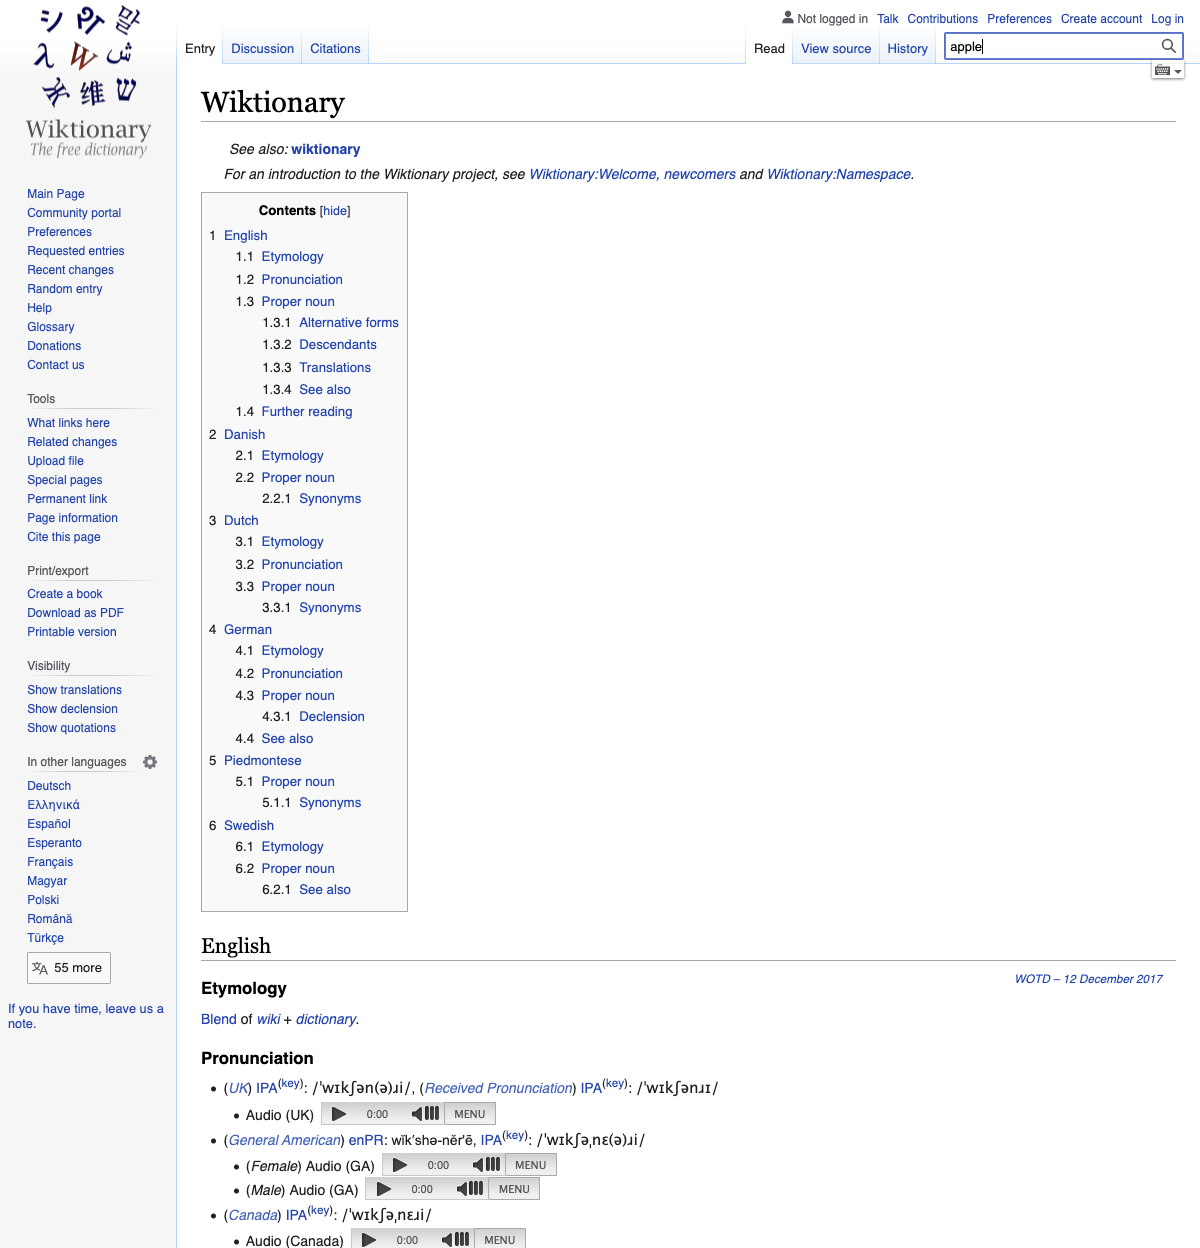 Not logged in Talk Contributions Preferences Create account Log in
Entry Discussion Citations Read View source History apple
Wiktionary
The free dictionary
Main Page
Community portal
Preferences
Requested entries
Recent changes
Random entry
Help
Glossary
Donations
Contact us
Tools
What links here
Related changes
Upload file
Special pages
Permanent link
Page information
Cite this page
Print/export
Create a book
Download as PDF
Printable version
Visibility
Show translations
Show declension
Show quotations
In other languages
Deutsch
Ελληνικά
Español
Esperanto
Français
Magyar
Polski
Română
Türkçe
55 more
If you have time, leave us a
note.
Wiktionary
See also: wiktionary
For an introduction to the Wiktionary project, see Wiktionary:Welcome, newcomers and Wiktionary:Namespace.
Contents [hide]
1 English
1.1 Etymology
1.2 Pronunciation
1.3 Proper noun
1.3.1 Alternative forms
1.3.2 Descendants
1.3.3 Translations
1.3.4 See also
1.4 Further reading
2 Danish
2.1 Etymology
2.2 Proper noun
2.2.1 Synonyms
3 Dutch
3.1 Etymology
3.2 Pronunciation
3.3 Proper noun
3.3.1 Synonyms
4 German
4.1 Etymology
4.2 Pronunciation
4.3 Proper noun
4.3.1 Declension
4.4 See also
5 Piedmontese
5.1 Proper noun
5.1.1 Synonyms
6 Swedish
6.1 Etymology
6.2 Proper noun
6.2.1 See also
English
WOTD – 12 December 2017
Etymology
Blend of wiki + dictionary.
Pronunciation
• (UK) IPA(key): /ˈwɪkʃən(ə)ɹi/, (Received Pronunciation) IPA(key): /ˈwɪkʃənɹɪ/
• Audio (UK) 0:00 MENU
• (General American) enPR: wĭk′shə-nĕr'ē, IPA(key): /ˈwɪkʃəˌnɛ(ə)ɹi/
• (Female) Audio (GA) 0:00 MENU
• (Male) Audio (GA) 0:00 MENU
• (Canada) IPA(key): /ˈwɪkʃəˌnɛɹi/
• Audio (Canada) 0:00 MENU